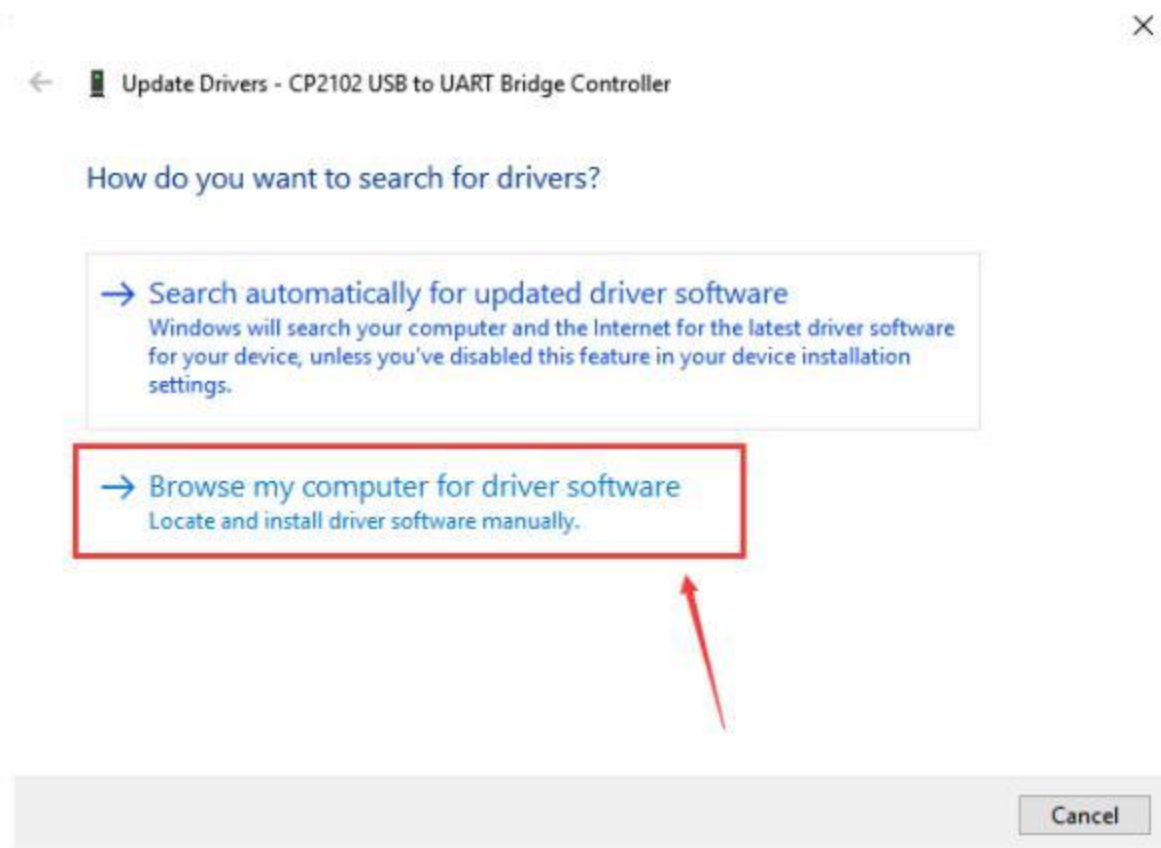 Update Drivers - CP2102 USB to UART Bridge Controller
How do you want to search for drivers?
Search automatically for updated driver software
Windows will search your computer and the Internet for the latest driver software
for your device, unless you've disabled this feature in your device installation
settings.
Browse my computer for driver software
Locate and install driver software manually.
Cancel